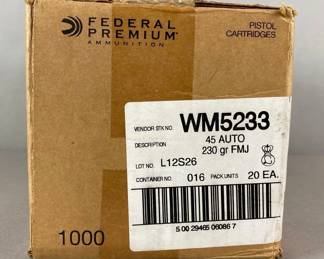 FEDERAL
PREMIUM
AMMUNITION
PISTOL
CARTRIDGES
VENDOR STK NO. WM5233
DESCRIPTION 45 AUTO
230 gr FMJ
LOT NO. L12S26
CONTAINER NO. 016 PACK UNITS 20 EA.
5 00 29465 06086 7
1000